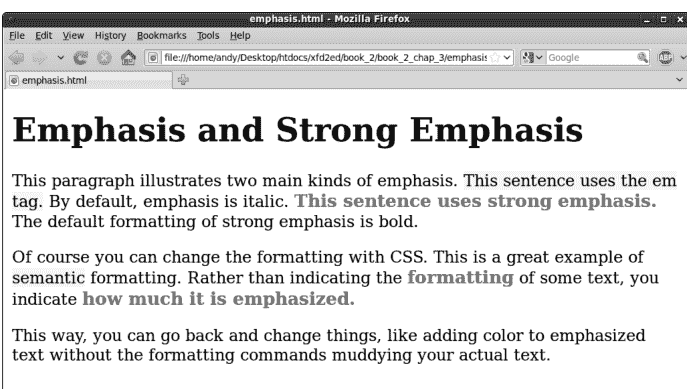 emphasis.html - Mozilla Firefox
File Edit View History Bookmarks Tools Help
file:///home/andy/Desktop/htdocs/xfd2ed/book_2/book_2_chap_3/emphasis Google ABP
emphasis.html
Emphasis and Strong Emphasis
This paragraph illustrates two main kinds of emphasis. This sentence uses the em
tag. By default, emphasis is italic. This sentence uses strong emphasis.
The default formatting of strong emphasis is bold.
Of course you can change the formatting with CSS. This is a great example of
semantic formatting. Rather than indicating the formatting of some text, you
indicate how much it is emphasized.
This way, you can go back and change things, like adding color to emphasized
text without the formatting commands muddying your actual text.